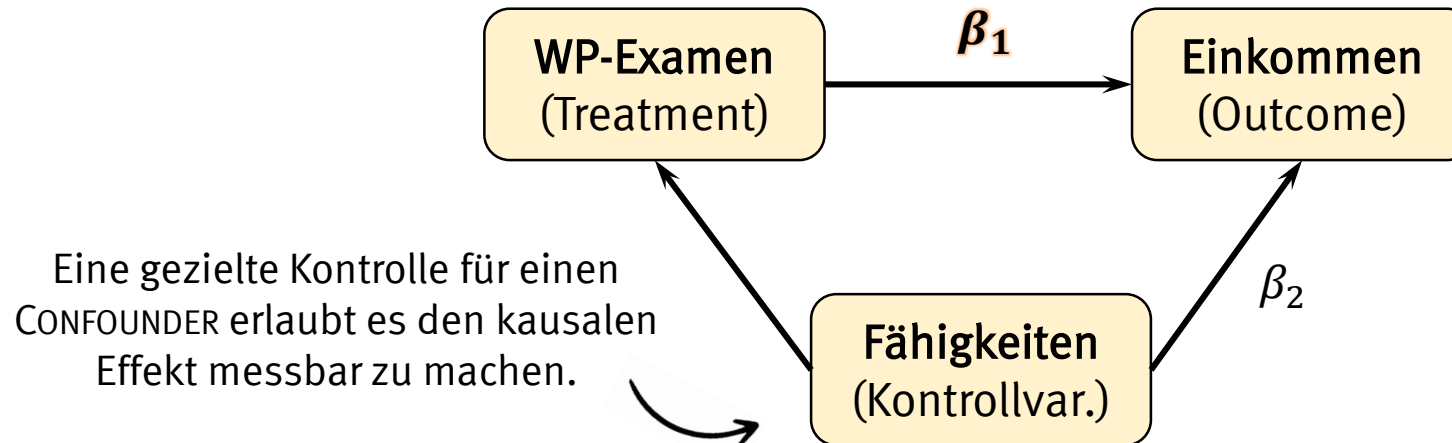 WP-Examen
(Treatment)
β₁
Einkommen
(Outcome)
Eine gezielte Kontrolle für einen
CONFOUNDER erlaubt es den kausalen
Effekt messbar zu machen.
β₂
Fähigkeiten
(Kontrollvar.)